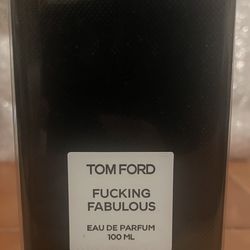 TOM FORD
FUCKING
FABULOUS
EAU DE PARFUM
100 ML